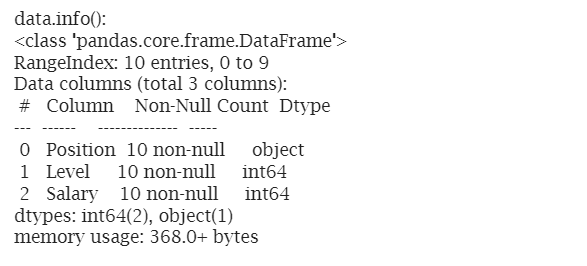 data.info():
<class 'pandas.core.frame.DataFrame'>
RangeIndex: 10 entries, 0 to 9
Data columns (total 3 columns):
# Column Non-Null Count Dtype
--- ------ -------------- -----
0 Position 10 non-null object
1 Level 10 non-null int64
2 Salary 10 non-null int64
dtypes: int64(2), object(1)
memory usage: 368.0+ bytes